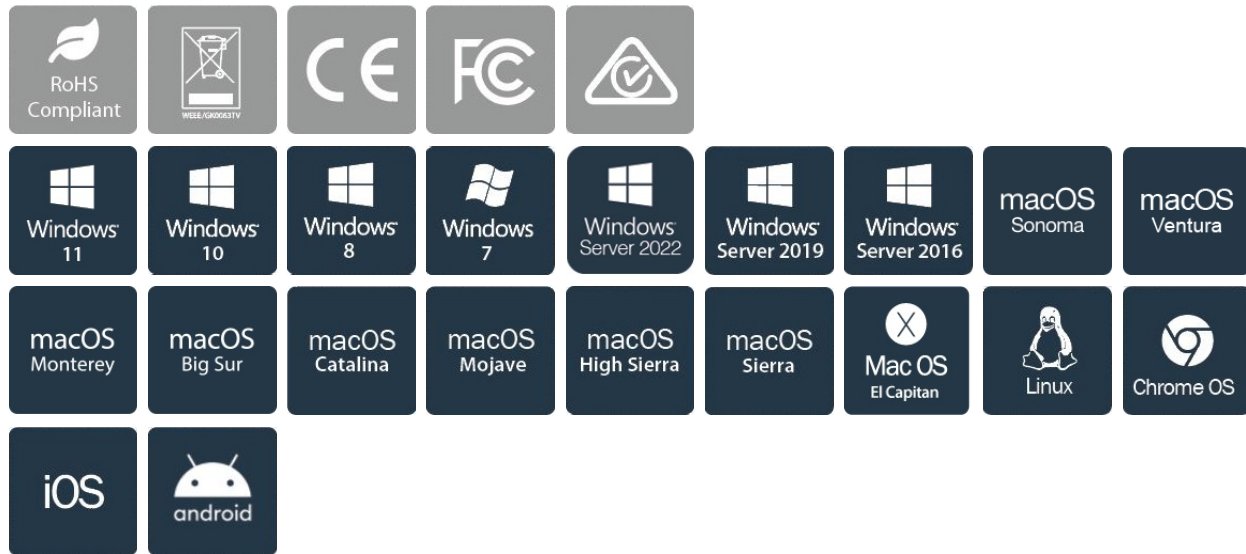 RoHS
Compliant
WEEE/GK0063TV
CE
FC
Windows
11
Windows
10
Windows
8
Windows
7
Windows
Server 2022
Windows
Server 2019
Windows
Server 2016
macOS
Sonoma
macOS
Ventura
macOS
Monterey
macOS
Big Sur
macOS
Catalina
macOS
Mojave
macOS
High Sierra
macOS
Sierra
X
Mac OS
El Capitan
Linux
Chrome OS
iOS
android